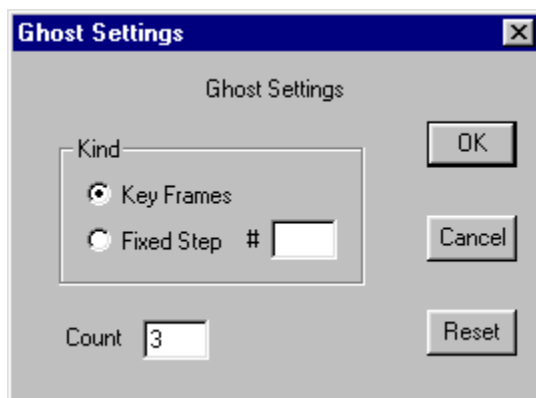 Ghost Settings
Ghost Settings
Kind
OK
Key Frames
Fixed Step #
Cancel
Count 3
Reset